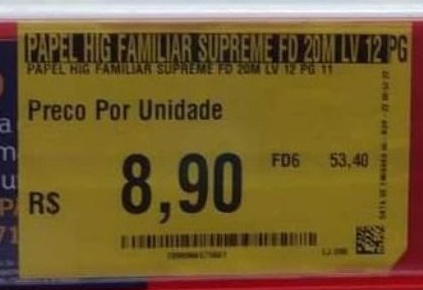 PAPEL HIG FAMILIAR SUPREME FD 20M LV 12 PG
PAPEL HIG FAMILIAR SUPREME FD 20M LV 12 PG 11
Preco Por Unidade
FD6 53,40
RS 8,90